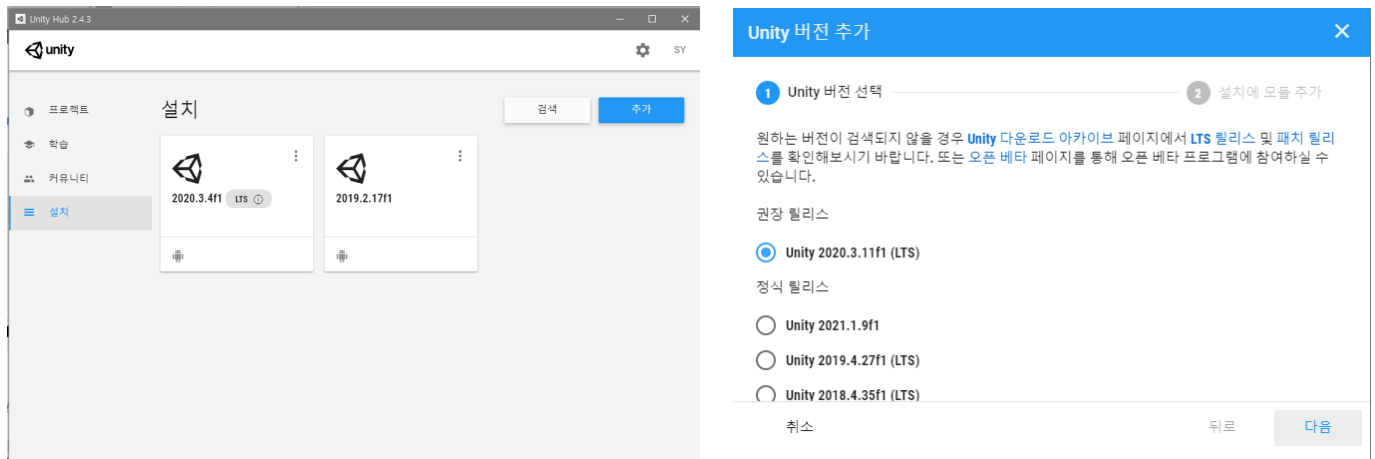 Unity Hub 2.4.3
unity
SY
프로젝트
학습
커뮤니티
설치
설치
검색
추가
2020.3.4f1 LTS
2019.2.17f1
Unity 버전 추가
1 Unity 버전 선택
2 설치에 모듈 추가
원하는 버전이 검색되지 않을 경우 Unity 다운로드 아카이브 페이지에서 LTS 릴리스 및 패치 릴리
스를 확인해보시기 바랍니다. 또는 오픈 베타 페이지를 통해 오픈 베타 프로그램에 참여하실 수
있습니다.
권장 릴리스
Unity 2020.3.11f1 (LTS)
정식 릴리스
Unity 2021.1.9f1
Unity 2019.4.27f1 (LTS)
Unity 2018.4.35f1 (LTS)
취소
뒤로
다음